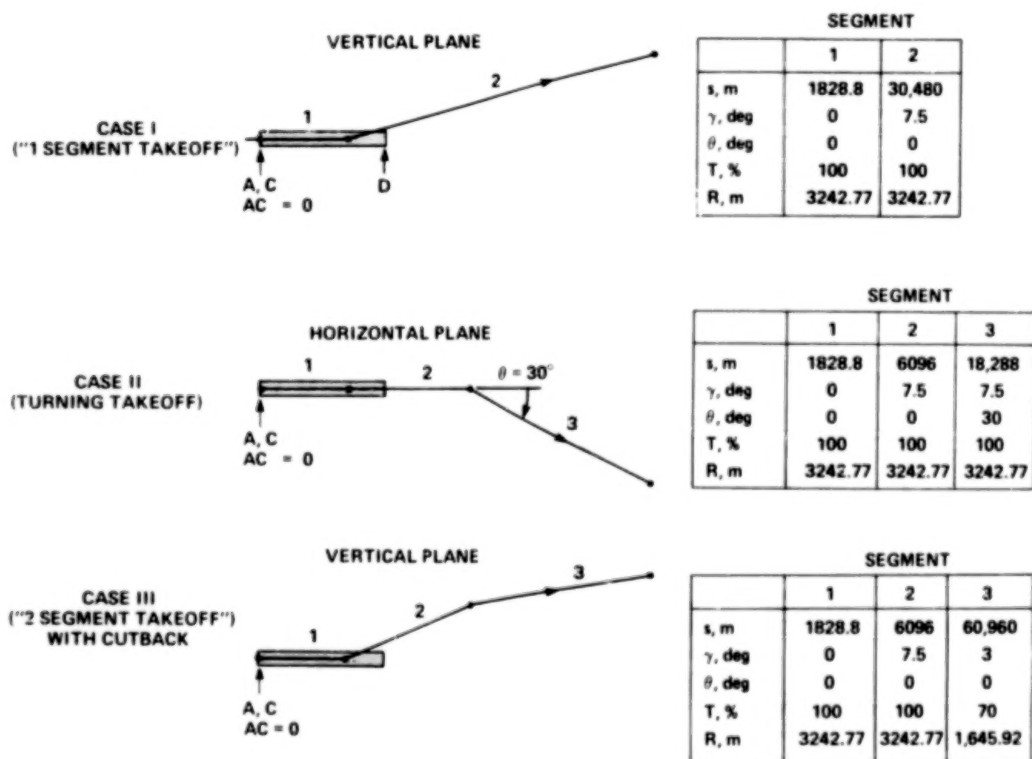 VERTICAL PLANE
1
2
CASE I
("1 SEGMENT TAKEOFF")
A, C
AC = 0
D
SEGMENT
1 2
s, m 1828.8 30,480
γ, deg 0 7.5
θ, deg 0 0
T, % 100 100
R, m 3242.77 3242.77
HORIZONTAL PLANE
1
2
θ = 30°
3
CASE II
(TURNING TAKEOFF)
A, C
AC = 0
SEGMENT
1 2 3
s, m 1828.8 6096 18,288
γ, deg 0 7.5 7.5
θ, deg 0 0 30
T, % 100 100 100
R, m 3242.77 3242.77 3242.77
VERTICAL PLANE
1
2
3
CASE III
("2 SEGMENT TAKEOFF")
WITH CUTBACK
A, C
AC = 0
SEGMENT
1 2 3
s, m 1828.8 6096 60,960
γ, deg 0 7.5 3
θ, deg 0 0 0
T, % 100 100 70
R, m 3242.77 3242.77 1,645.92